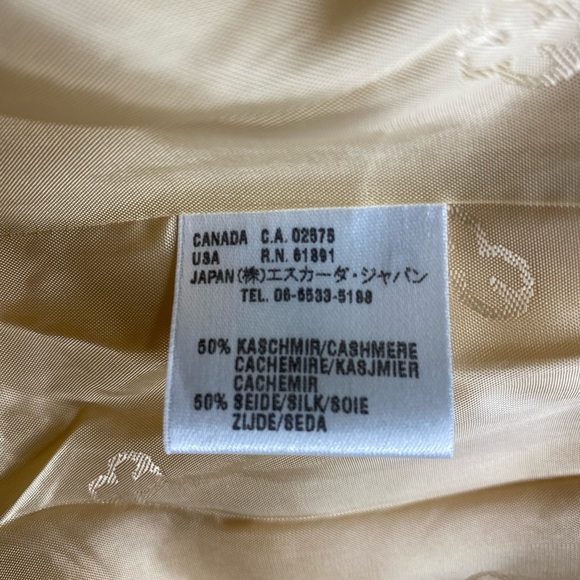 CANADA C.A. 02575
USA R.N. 61891
JAPAN (株)エスカーダ・ジャパン
TEL. 06-6533-5188
50% KASCHMIR/CASHMERE
CACHEMIRE/KASJMIER
CACHEMIR
50% SEIDE/SILK/SOIE
ZIJDE/SEDA